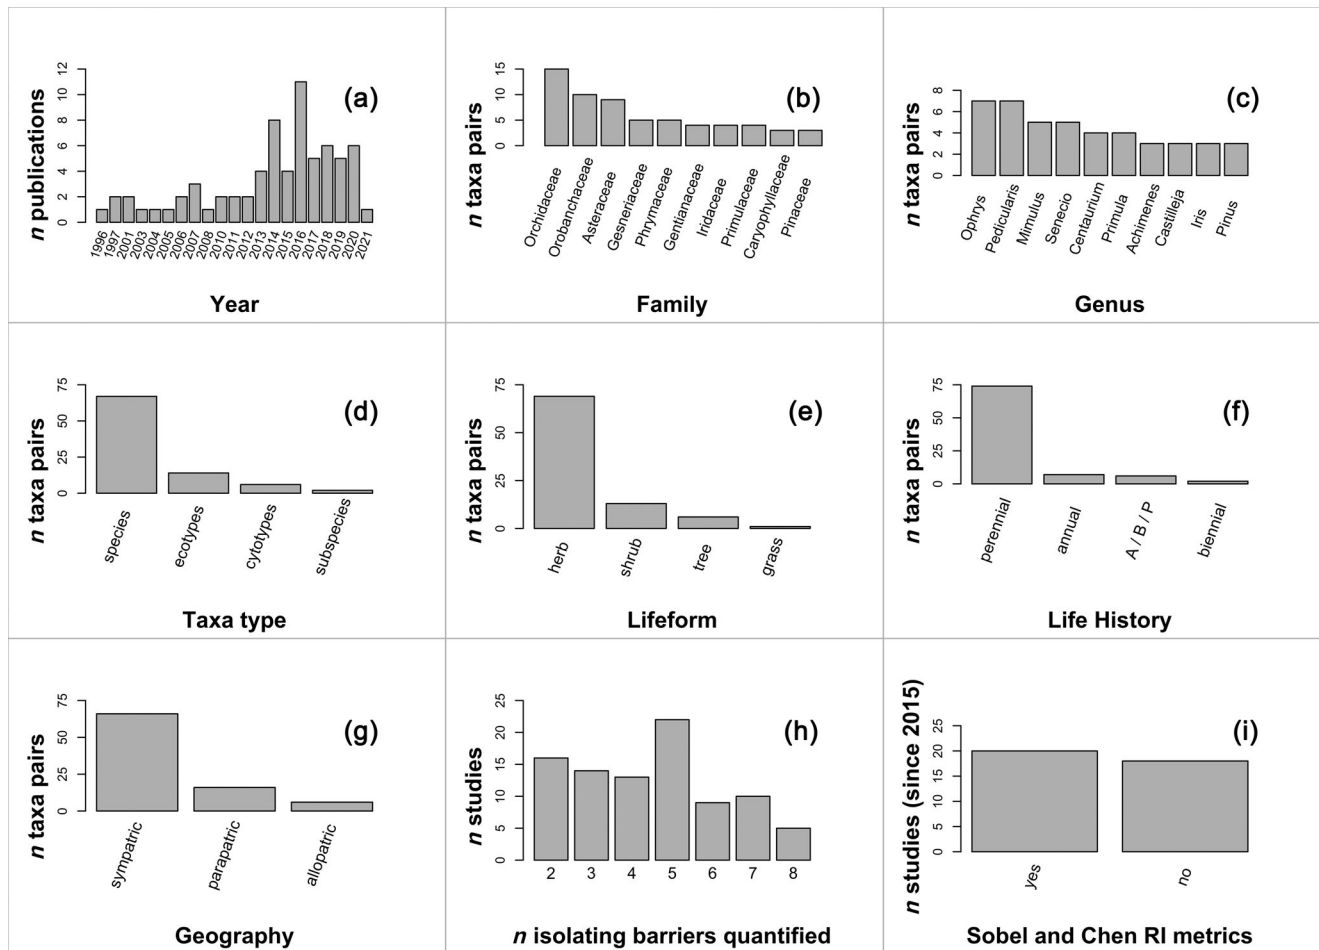 12
10
8
6
4
2
0
n publications
(a)
1996
1997
2001
2003
2004
2005
2006
2007
2008
2010
2011
2012
2013
2014
2015
2016
2017
2018
2019
2020
2021
Year
15
10
5
0
n taxa pairs
(b)
Orchidaceae
Orobanchaceae
Asteraceae
Gesneriaceae
Phrymaceae
Gentianaceae
Iridaceae
Primulaceae
Caryophyllaceae
Pinaceae
Family
8
6
4
2
0
n taxa pairs
(c)
Ophrys
Pedicularis
Mimulus
Senecio
Centaurium
Primula
Achimenes
Castilleja
Iris
Pinus
Genus
75
50
25
0
n taxa pairs
(d)
species
ecotypes
cytotypes
subspecies
Taxa type
75
50
25
0
n taxa pairs
(e)
herb
shrub
tree
grass
Lifeform
75
50
25
0
n taxa pairs
(f)
perennial
annual
A / B / P
biennial
Life History
75
50
25
0
n taxa pairs
(g)
sympatric
parapatric
allopatric
Geography
25
20
15
10
5
0
n studies
(h)
2 3 4 5 6 7 8
n isolating barriers quantified
25
20
15
10
5
0
n studies (since 2015)
(i)
yes
no
Sobel and Chen RI metrics